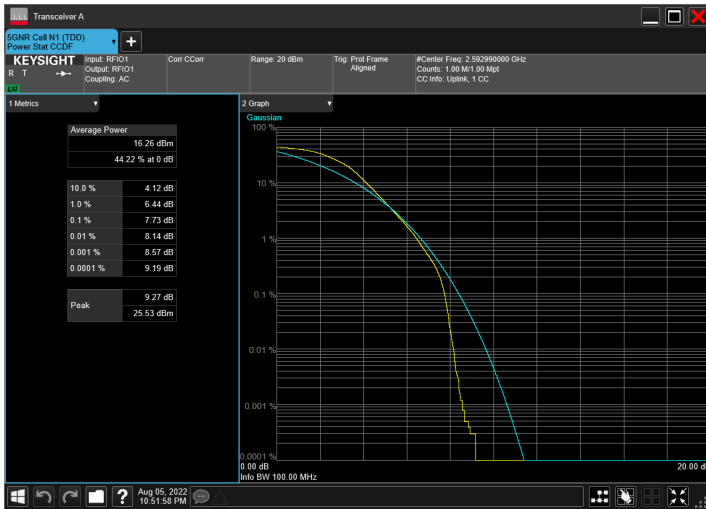 Transceiver A
5GNR Cell N1 (TDD)
Power Stat CCDF
KEYSIGHT
R T
LXI
Input: RFIO1
Output: RFIO1
Coupling: AC
Corr CCorr
Range: 20 dBm
Trig: Prot Frame
Aligned
#Center Freq: 2.592990000 GHz
Counts: 1.00 M/1.00 Mpt
CC Info: Uplink, 1 CC
1 Metrics
Average Power
16.26 dBm
44.22 % at 0 dB
10.0 % 4.12 dB
1.0 % 6.44 dB
0.1 % 7.73 dB
0.01 % 8.14 dB
0.001 % 8.57 dB
0.0001 % 9.19 dB
Peak
9.27 dB
25.53 dBm
2 Graph
Gaussian
100 %
10 %
1 %
0.1 %
0.01 %
0.001 %
0.0001 %
0.00 dB
20.00 d
Info BW 100.00 MHz
Aug 05, 2022
10:51:58 PM